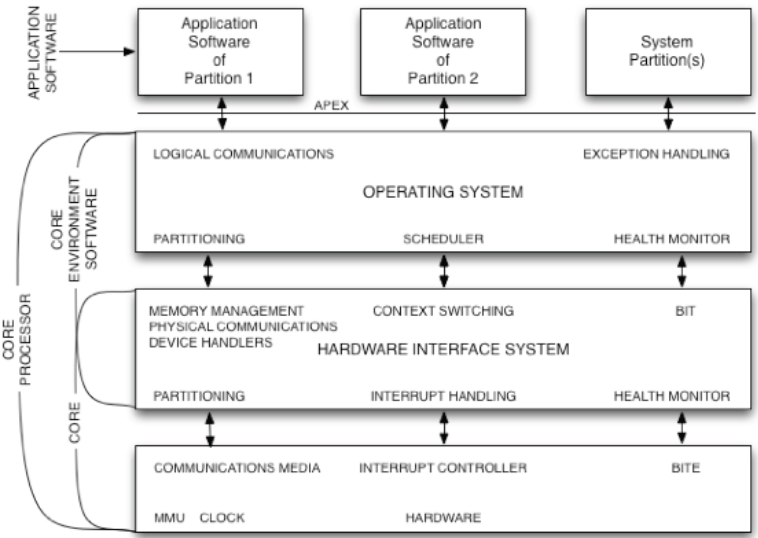 APPLICATION
SOFTWARE
Application
Software
of
Partition 1
Application
Software
of
Partition 2
System
Partition(s)
APEX
CORE
PROCESSOR
CORE
ENVIRONMENT
SOFTWARE
LOGICAL COMMUNICATIONS
EXCEPTION HANDLING
OPERATING SYSTEM
PARTITIONING
SCHEDULER
HEALTH MONITOR
MEMORY MANAGEMENT
PHYSICAL COMMUNICATIONS
DEVICE HANDLERS
CONTEXT SWITCHING
BIT
HARDWARE INTERFACE SYSTEM
PARTITIONING
INTERRUPT HANDLING
HEALTH MONITOR
CORE
COMMUNICATIONS MEDIA
INTERRUPT CONTROLLER
BITE
MMU CLOCK
HARDWARE